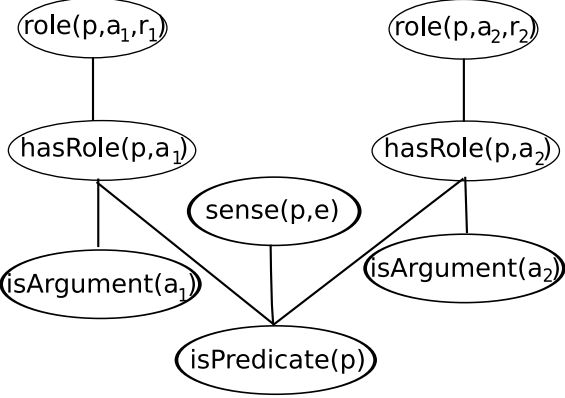 role(p,a₁,r₁)
role(p,a₂,r₂)
hasRole(p,a₁)
hasRole(p,a₂)
sense(p,e)
isArgument(a₁)
isArgument(a₂)
isPredicate(p)